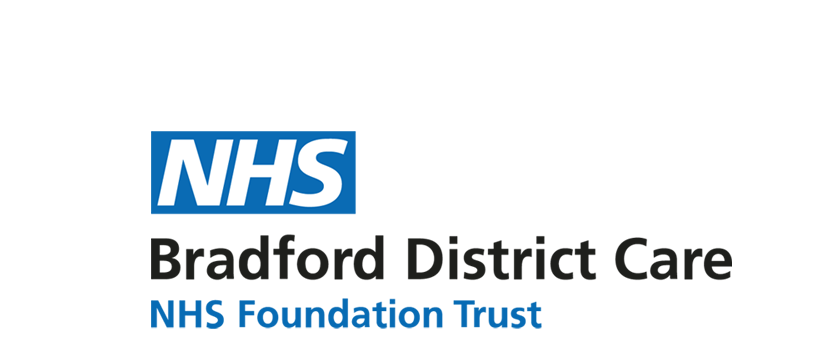 NHS
Bradford District Care
NHS Foundation Trust